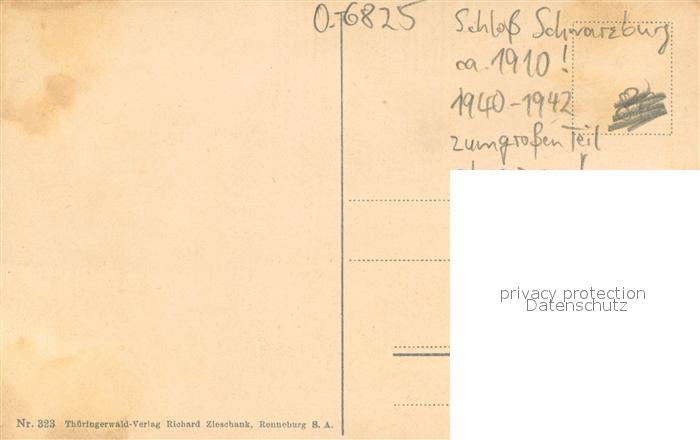 O-6825
Schloß Schwarzburg
ca. 1910!
1940-1942
zum großen Teil
privacy protection
Datenschutz
Nr. 323 Thüringerwald-Verlag Richard Zieschank, Ronneburg S. A.